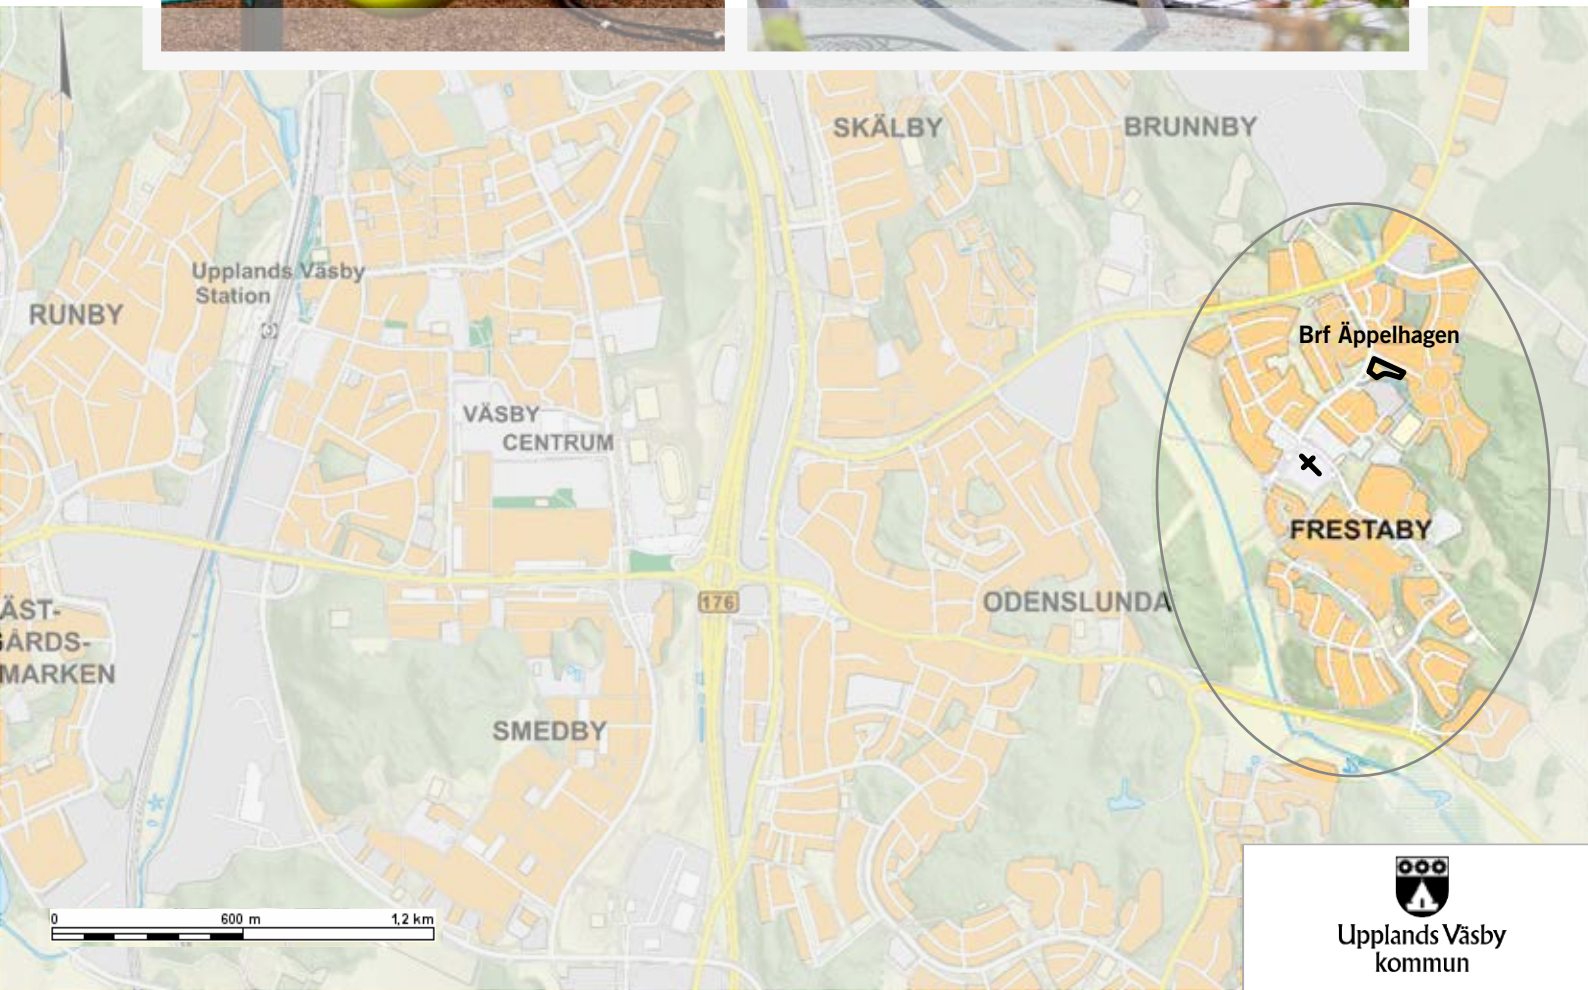 SKÄLBY
BRUNNBY
Upplands Väsby
Station
RUNBY
Brf Äppelhagen
VÄSBY
CENTRUM
FRESTABY
176
ODENSLUNDA
ÄST-
GÅRDS-
MARKEN
SMEDBY
0 600 m 1,2 km
Upplands Väsby
kommun